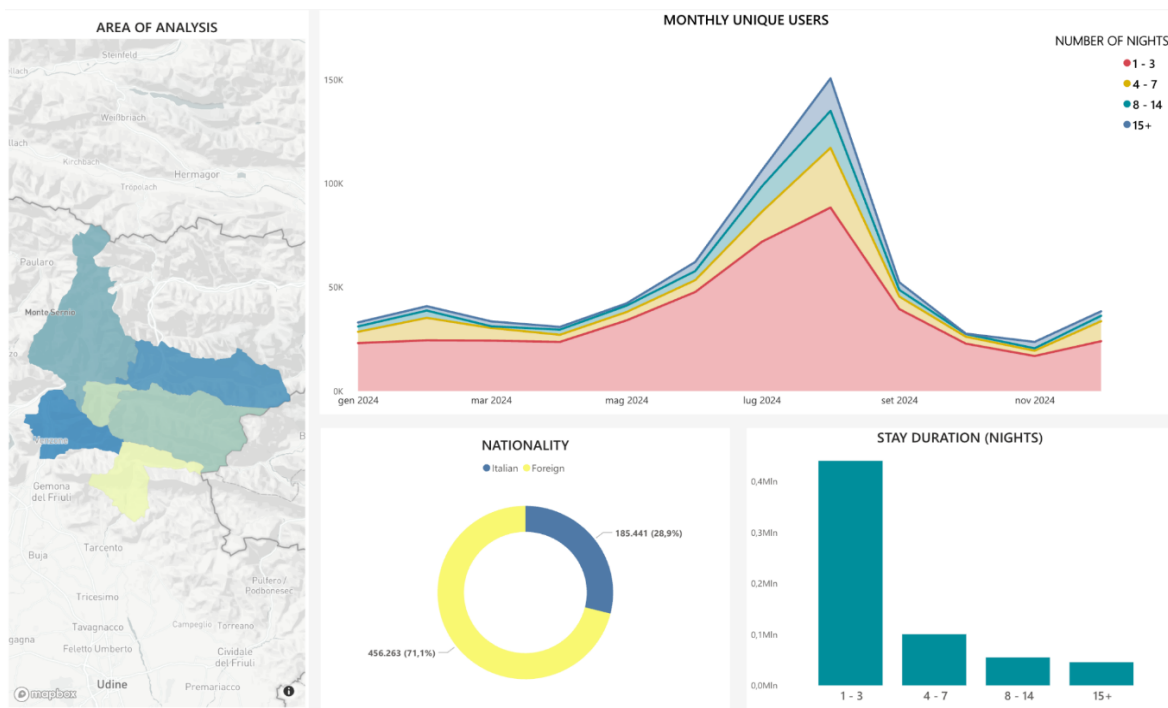 AREA OF ANALYSIS
Steinfeld
Weißbriach
Kirchbach
Hermagor
Tröpolach
Paularo
Monte Sernio
Gemona
del Friuli
Buja
Tarcento
Tricesimo
Pulfero/
Podbonesec
Tavagnacco
Campeglio
Torreano
Feletto Umberto
Cividale
del Friuli
Udine
Premariacco
mapbox
MONTHLY UNIQUE USERS
NUMBER OF NIGHTS
1 - 3
4 - 7
8 - 14
15+
150K
100K
50K
0K
gen 2024
mar 2024
mag 2024
lug 2024
set 2024
nov 2024
NATIONALITY
Italian
Foreign
185.441 (28,9%)
456.263 (71,1%)
STAY DURATION (NIGHTS)
0,4Mln
0,3Mln
0,2Mln
0,1Mln
0,0Mln
1 - 3
4 - 7
8 - 14
15+